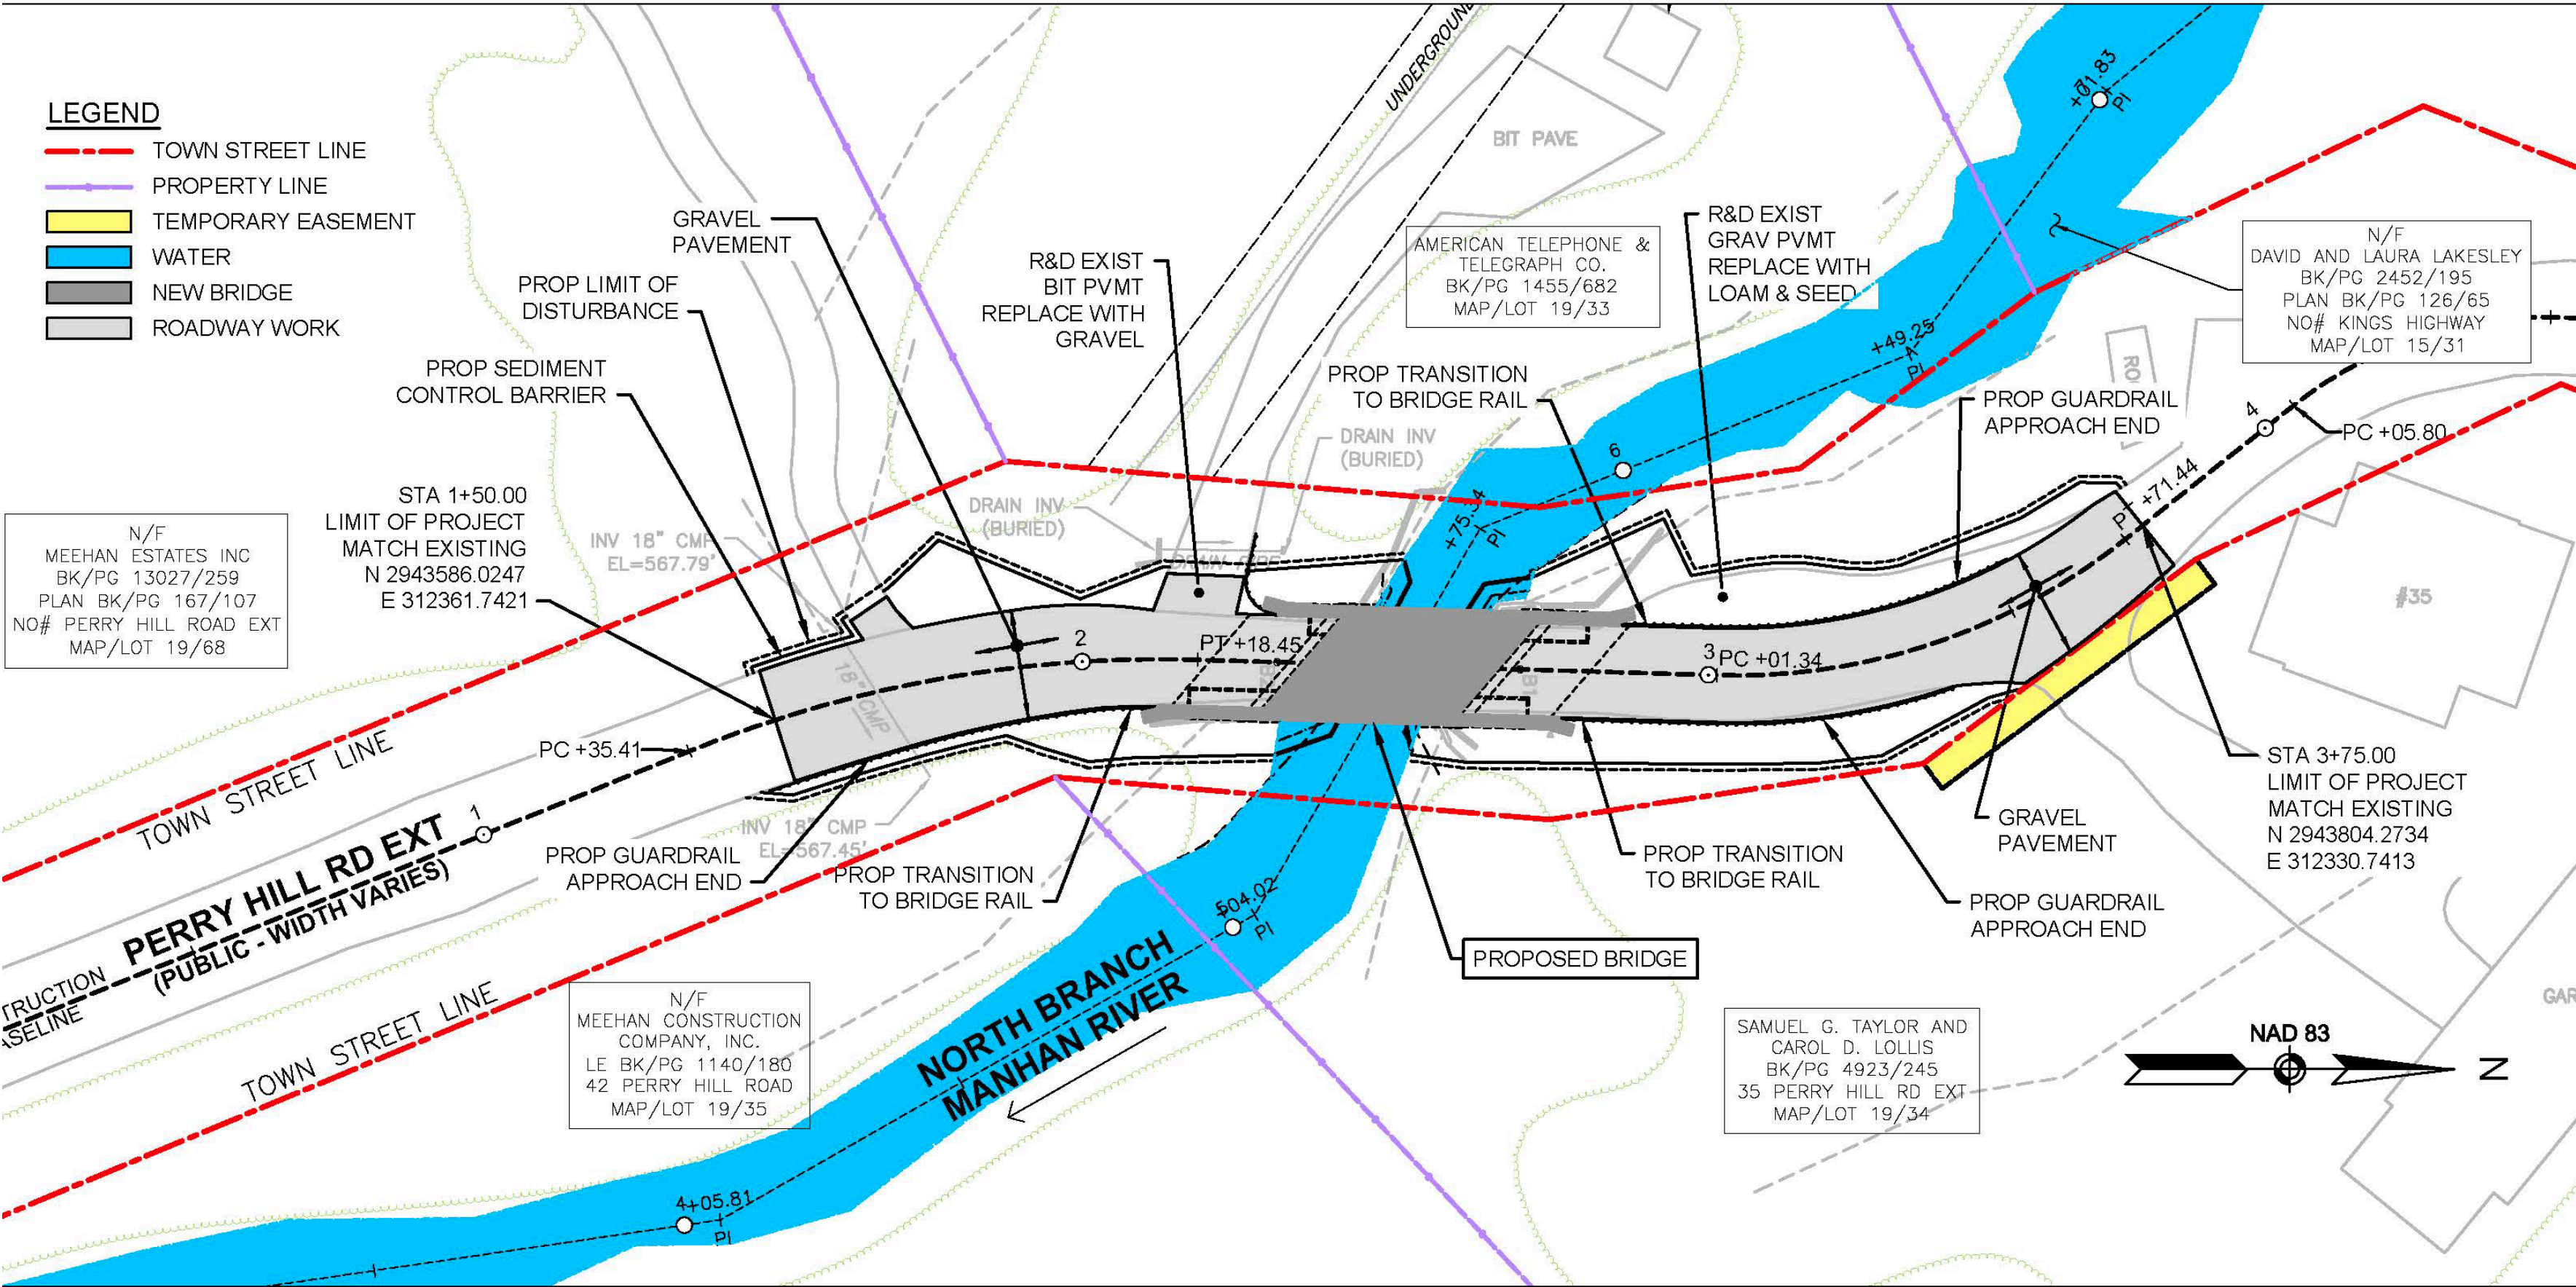 LEGEND
TOWN STREET LINE
PROPERTY LINE
TEMPORARY EASEMENT
WATER
NEW BRIDGE
ROADWAY WORK
UNDERGROUND
BIT PAVE
+01.83
PI
GRAVEL
PAVEMENT
PROP LIMIT OF
DISTURBANCE
PROP SEDIMENT
CONTROL BARRIER
STA 1+50.00
LIMIT OF PROJECT
MATCH EXISTING
N 2943586.0247
E 312361.7421
R&D EXIST
BIT PVMT
REPLACE WITH
GRAVEL
AMERICAN TELEPHONE &
TELEGRAPH CO.
BK/PG 1455/682
MAP/LOT 19/33
R&D EXIST
GRAV PVMT
REPLACE WITH
LOAM & SEED
N/F
DAVID AND LAURA LAKESLEY
BK/PG 2452/195
PLAN BK/PG 126/65
NO# KINGS HIGHWAY
MAP/LOT 15/31
PROP TRANSITION
TO BRIDGE RAIL
+49.25
PI
PROP GUARDRAIL
APPROACH END
4
PC +05.80
DRAIN INV
(BURIED)
DRAIN INV
(BURIED)
6
+75.34
PI
PT +71.44
N/F
MEEHAN ESTATES INC
BK/PG 13027/259
PLAN BK/PG 167/107
NO# PERRY HILL ROAD EXT
MAP/LOT 19/68
INV 18" CMP
EL=567.79'
DRAIN PIPE
#35
2
PT +18.45
3
PC +01.34
18" CMP
PC +35.41
TOWN STREET LINE
1
PERRY HILL RD EXT
(PUBLIC - WIDTH VARIES)
INV 18" CMP
EL=567.45'
PROP GUARDRAIL
APPROACH END
PROP TRANSITION
TO BRIDGE RAIL
PROP TRANSITION
TO BRIDGE RAIL
GRAVEL
PAVEMENT
STA 3+75.00
LIMIT OF PROJECT
MATCH EXISTING
N 2943804.2734
E 312330.7413
PROP GUARDRAIL
APPROACH END
+04.02
PI
PROPOSED BRIDGE
NORTH BRANCH
MANHAN RIVER
TRUCTION
ASELINE
TOWN STREET LINE
N/F
MEEHAN CONSTRUCTION
COMPANY, INC.
LE BK/PG 1140/180
42 PERRY HILL ROAD
MAP/LOT 19/35
SAMUEL G. TAYLOR AND
CAROL D. LOLLIS
BK/PG 4923/245
35 PERRY HILL RD EXT
MAP/LOT 19/34
GAR
NAD 83
N
4+05.81
PI